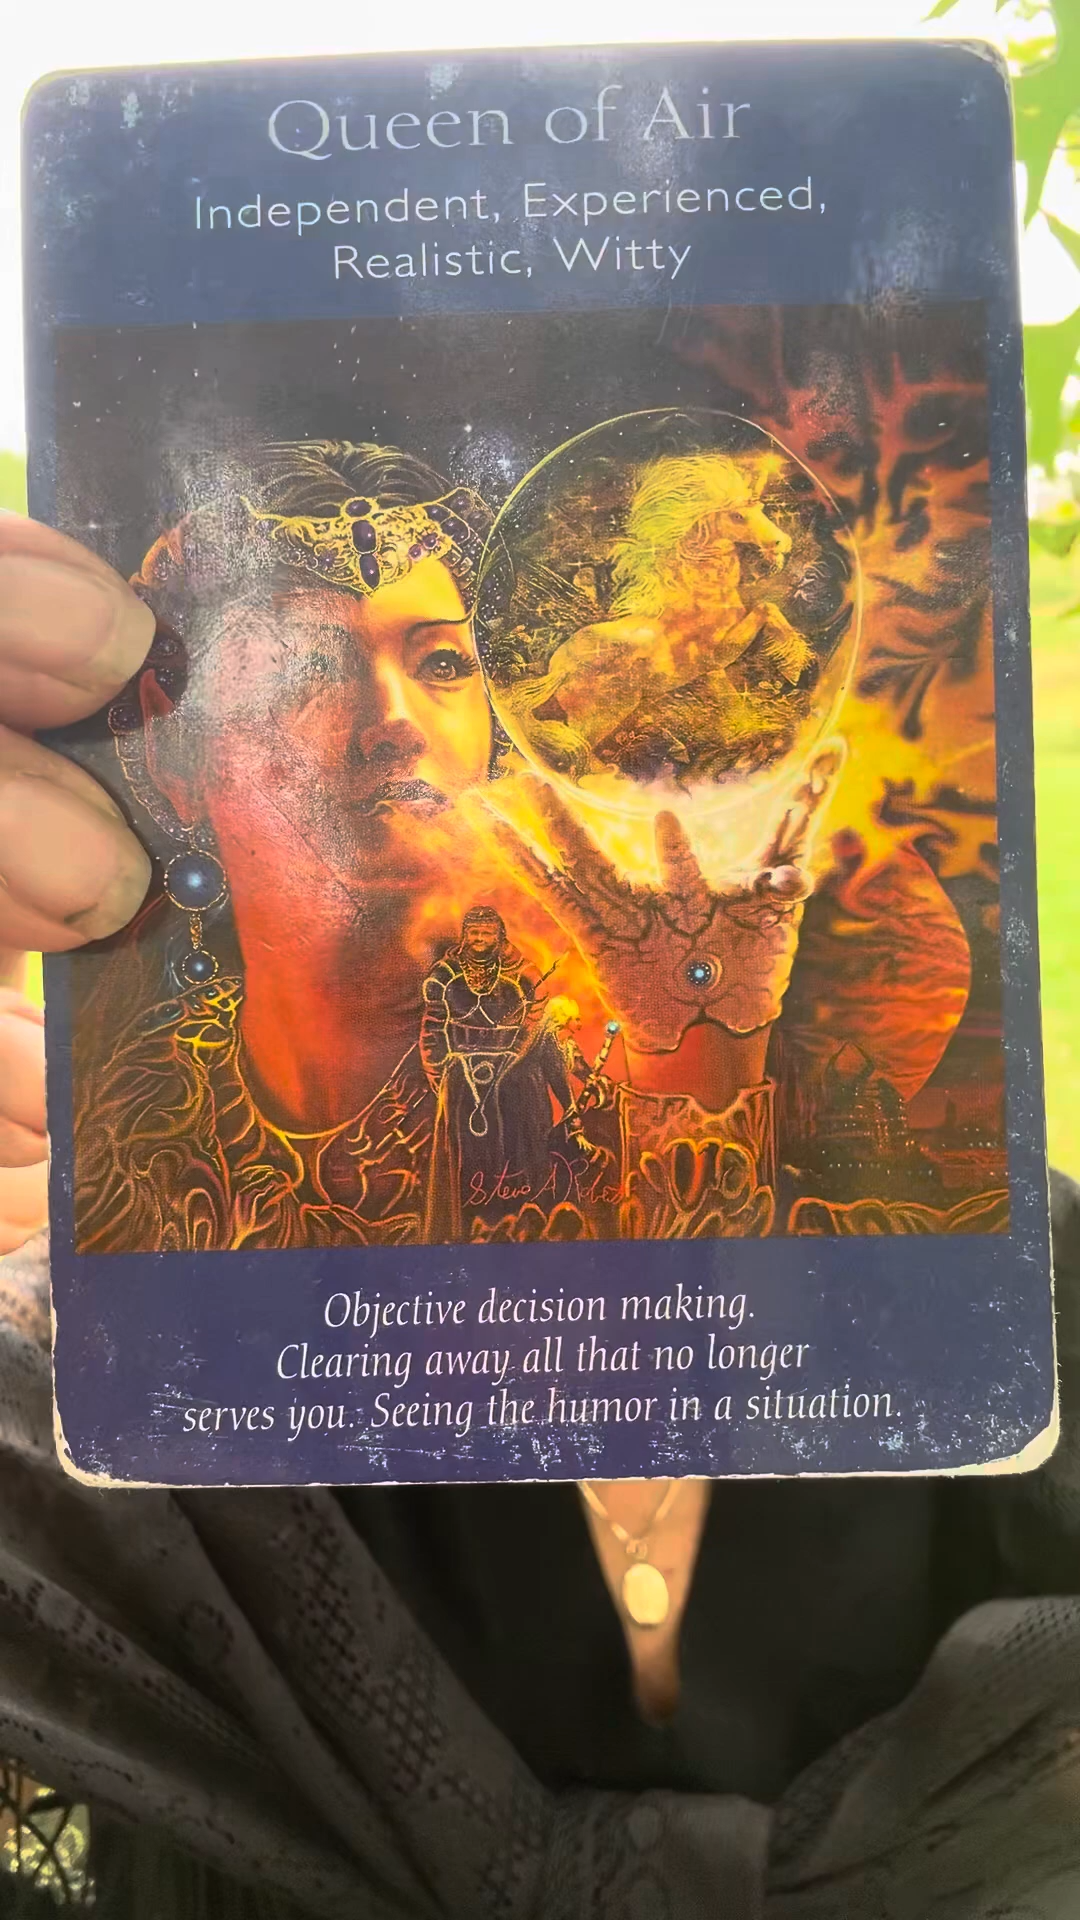 Queen of Air
Independent, Experienced,
Realistic, Witty
Steve A Roberts
Objective decision making.
Clearing away all that no longer
serves you. Seeing the humor in a situation.